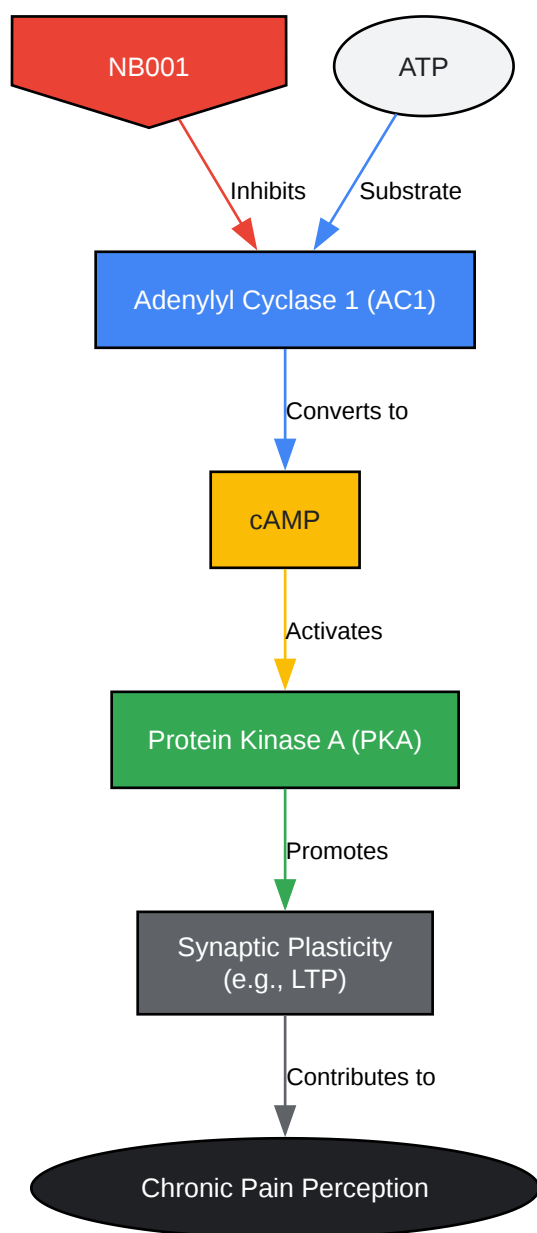 NB001
ATP
Inhibits
Substrate
Adenylyl Cyclase 1 (AC1)
Converts to
cAMP
Activates
Protein Kinase A (PKA)
Promotes
Synaptic Plasticity
(e.g., LTP)
Contributes to
Chronic Pain Perception